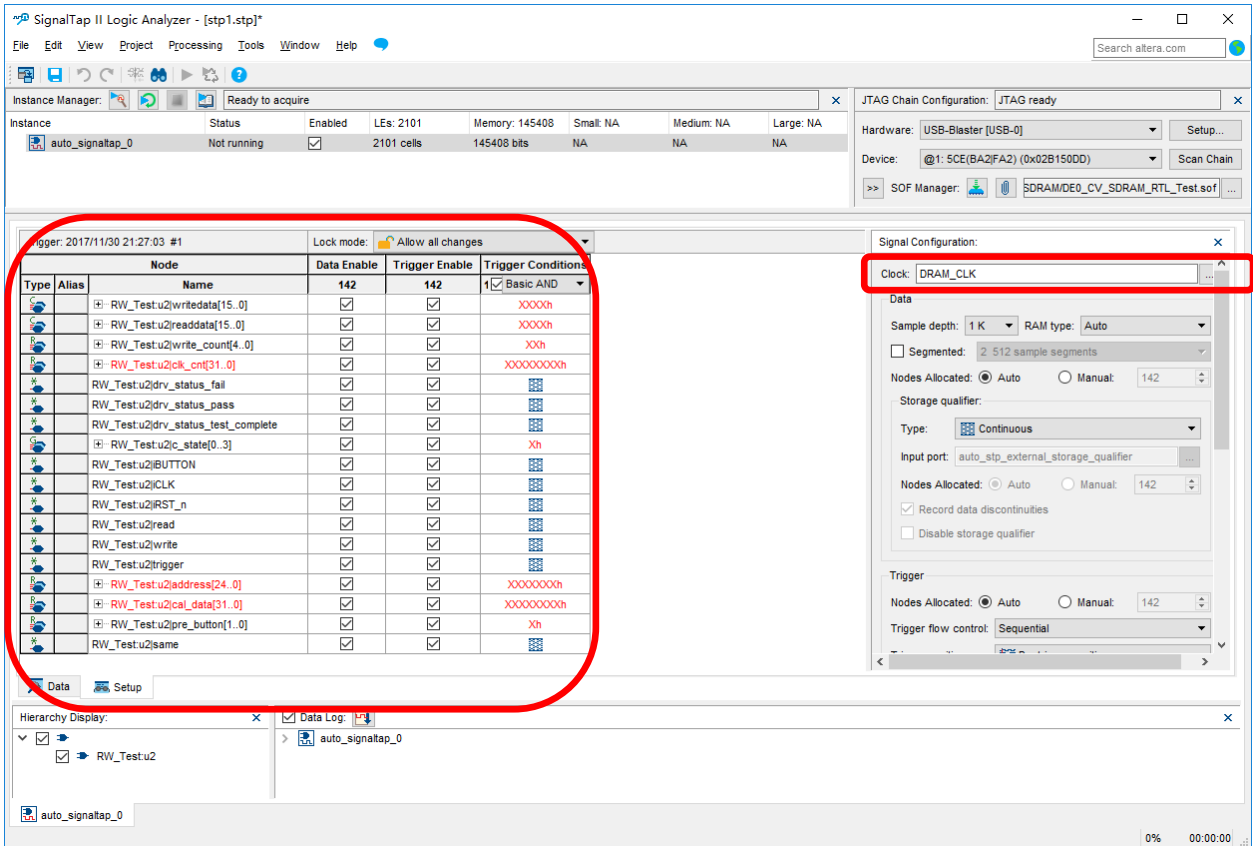 SignalTap II Logic Analyzer - [stp1.stp]*
File Edit View Project Processing Tools Window Help
Search altera.com
Instance Manager: Ready to acquire
Instance Status Enabled LEs: 2101 Memory: 145408 Small: NA Medium: NA Large: NA
auto_signaltap_0 Not running 2101 cells 145408 bits NA NA NA
JTAG Chain Configuration: JTAG ready
Hardware: USB-Blaster [USB-0] Setup...
Device: @1: 5CE(BA2|FA2) (0x02B150DD) Scan Chain
>> SOF Manager: SDRAM/DE0_CV_SDRAM_RTL_Test.sof ...
trigger: 2017/11/30 21:27:03 #1 Lock mode: Allow all changes
Node Data Enable Trigger Enable Trigger Conditions
Type Alias Name 142 142 1 Basic AND
RW_Test:u2|writedata[15..0] XXXXh
RW_Test:u2|readdata[15..0] XXXXh
RW_Test:u2|write_count[4..0] XXh
RW_Test:u2|clk_cnt[31..0] XXXXXXXXh
RW_Test:u2|drv_status_fail
RW_Test:u2|drv_status_pass
RW_Test:u2|drv_status_test_complete
RW_Test:u2|c_state[0..3] Xh
RW_Test:u2|iBUTTON
RW_Test:u2|iCLK
RW_Test:u2|iRST_n
RW_Test:u2|read
RW_Test:u2|write
RW_Test:u2|trigger
RW_Test:u2|address[24..0] XXXXXXXh
RW_Test:u2|cal_data[31..0] XXXXXXXXh
RW_Test:u2|pre_button[1..0] Xh
RW_Test:u2|same
Data Setup
Signal Configuration:
Clock: DRAM_CLK ...
Data
Sample depth: 1 K RAM type: Auto
Segmented: 2 512 sample segments
Nodes Allocated: Auto Manual: 142
Storage qualifier:
Type: Continuous
Input port: auto_stp_external_storage_qualifier ...
Nodes Allocated: Auto Manual: 142
Record data discontinuities
Disable storage qualifier
Trigger
Nodes Allocated: Auto Manual: 142
Trigger flow control: Sequential
Hierarchy Display:
RW_Test:u2
Data Log:
auto_signaltap_0
auto_signaltap_0
0% 00:00:00